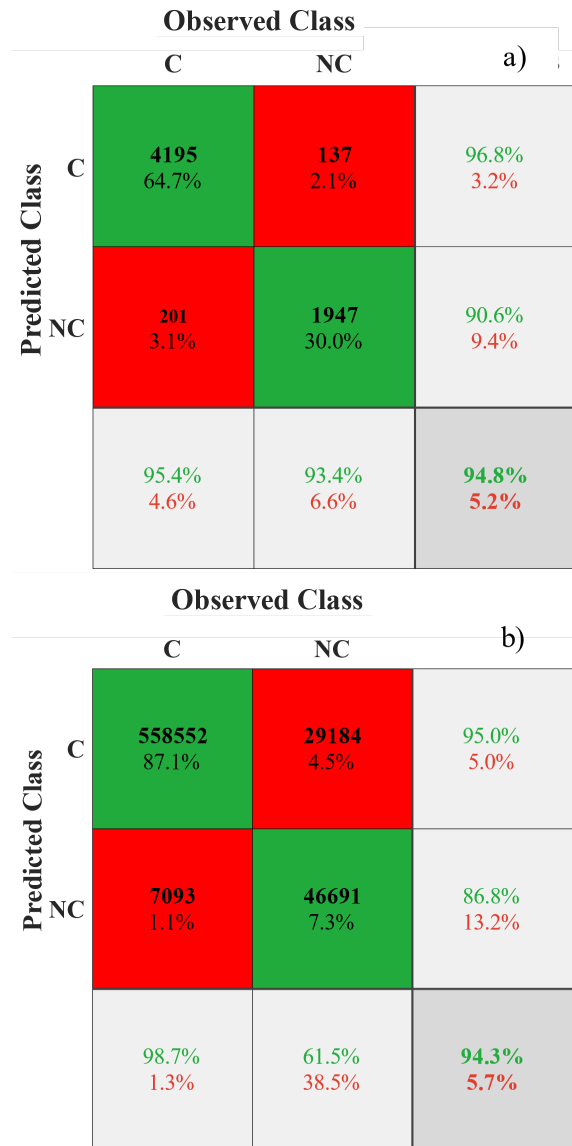 Observed Class
C NC a)
Predicted Class
C 4195 137 96.8%
64.7% 2.1% 3.2%
NC 201 1947 90.6%
3.1% 30.0% 9.4%
95.4% 93.4% 94.8%
4.6% 6.6% 5.2%
Observed Class
C NC b)
Predicted Class
C 558552 29184 95.0%
87.1% 4.5% 5.0%
NC 7093 46691 86.8%
1.1% 7.3% 13.2%
98.7% 61.5% 94.3%
1.3% 38.5% 5.7%